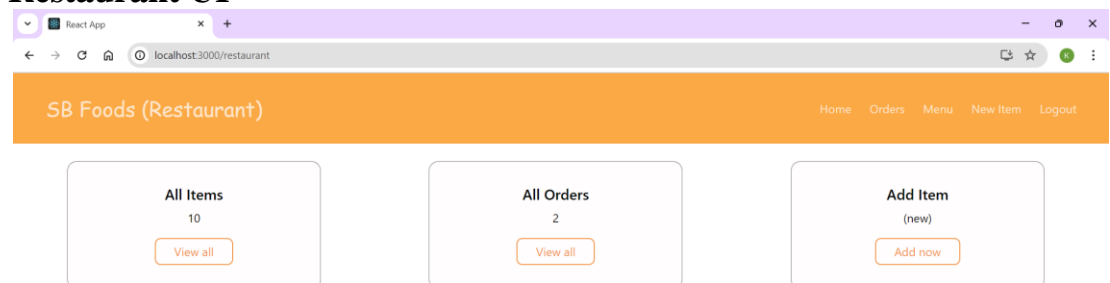 Restaurant UI
React App
localhost:3000/restaurant
K
SB Foods (Restaurant)
Home Orders Menu New Item Logout
All Items
10
View all
All Orders
2
View all
Add Item
(new)
Add now